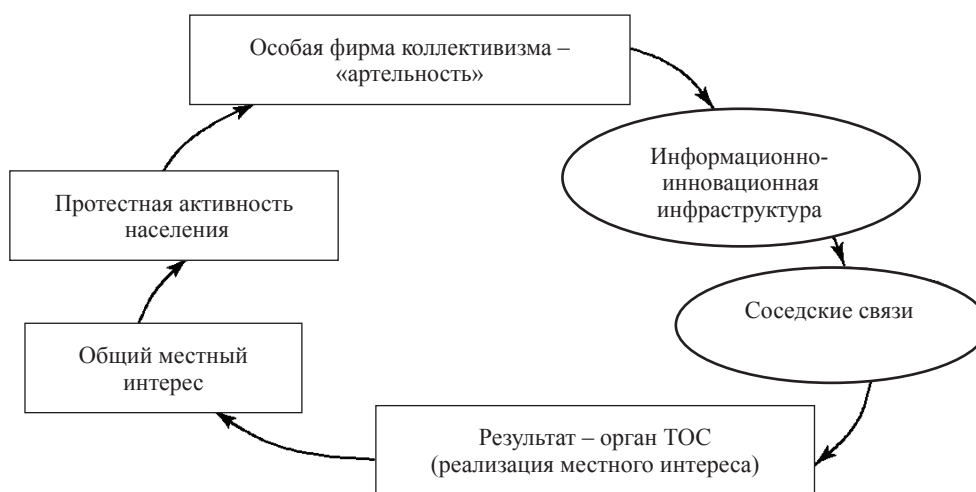 Особая фирма коллективизма –
«артельность»
Информационно-
инновационная
инфраструктура
Протестная активность
населения
Соседские связи
Общий местный
интерес
Результат – орган ТОС
(реализация местного интереса)